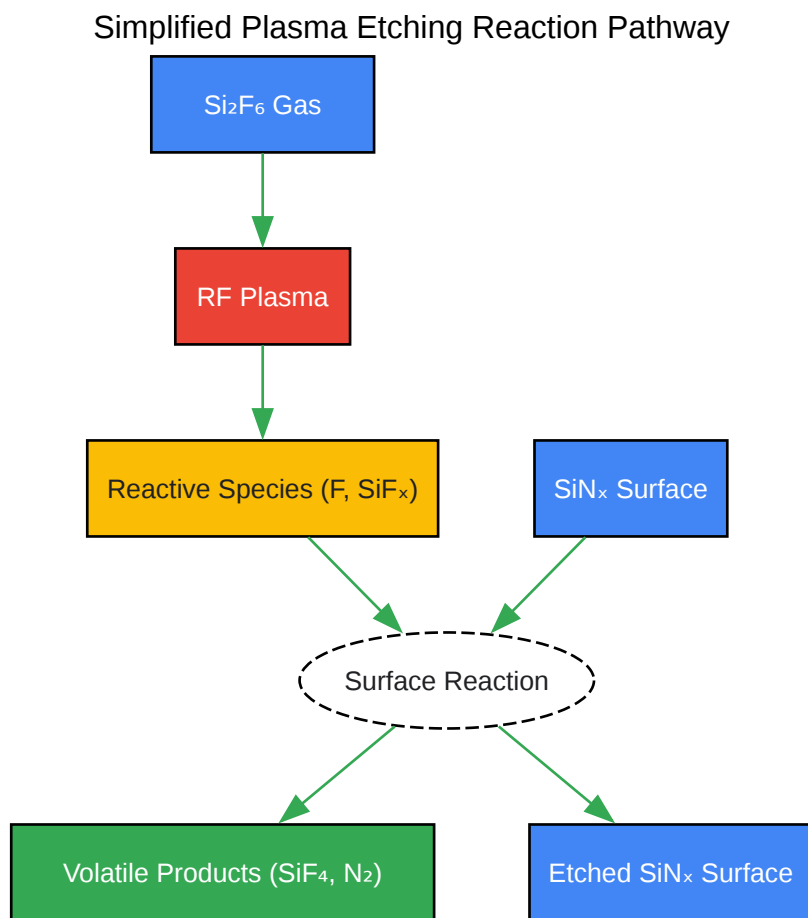 Simplified Plasma Etching Reaction Pathway
Si₂F₆ Gas
RF Plasma
Reactive Species (F, SiFₓ)
SiNₓ Surface
Surface Reaction
Volatile Products (SiF₄, N₂)
Etched SiNₓ Surface